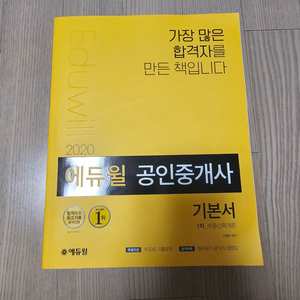 Eduwill
가장 많은
합격자를
만든 책입니다
2020
에듀윌 공인중개사
기본서
1차 부동산학개론
1위
에듀윌